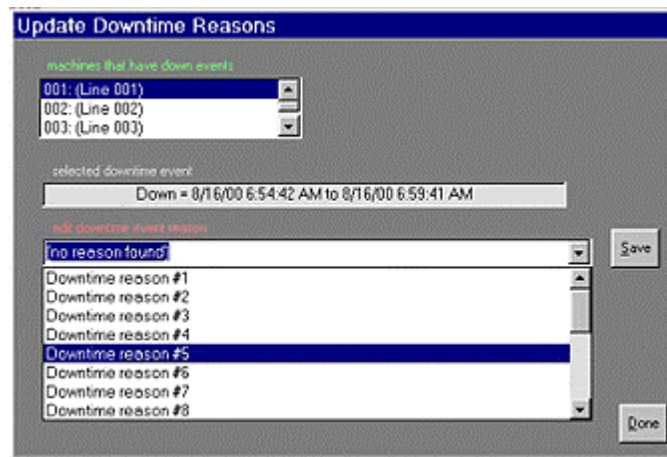 Update Downtime Reasons
machines that have down events
001: (Line 001)
002: (Line 002)
003: (Line 003)
selected downtime event
Down = 8/16/00 6:54:42 AM to 8/16/00 6:59:41 AM
edit downtime event reason
"no reason found"
Save
Downtime reason #1
Downtime reason #2
Downtime reason #3
Downtime reason #4
Downtime reason #5
Downtime reason #6
Downtime reason #7
Downtime reason #8
Done